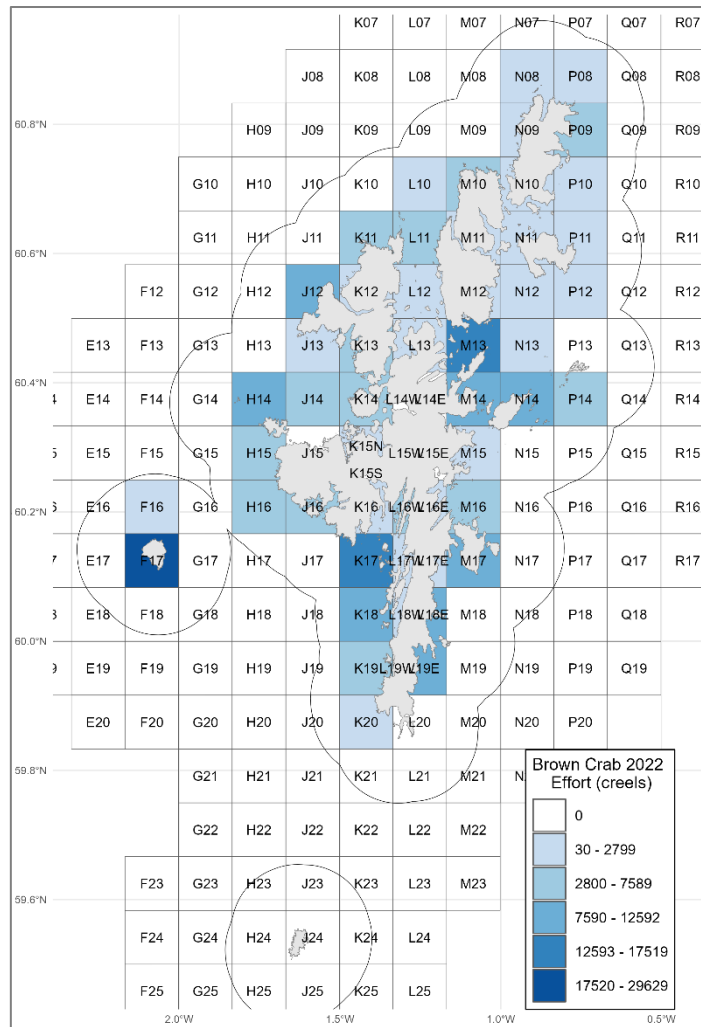 K07 L07 M07 N07 P07 Q07 R07
J08 K08 L08 M08 N08 P08 Q08 R08
60.8°N
H09 J09 K09 L09 M09 N09 P09 Q09 R09
G10 H10 J10 K10 L10 M10 N10 P10 Q10 R10
G11 H11 J11 K11 L11 M11 N11 P11 Q11 R11
60.6°N
F12 G12 H12 J12 K12 L12 M12 N12 P12 Q12 R12
E13 F13 G13 H13 J13 K13 L13 M13 N13 P13 Q13 R13
60.4°N
4 E14 F14 G14 H14 J14 K14 L14W L14E M14 N14 P14 Q14 R14
K15N
5 E15 F15 G15 H15 J15 L15W L15E M15 N15 P15 Q15 R15
K15S
6 E16 F16 G16 H16 J16 K16 L16W L16E M16 N16 P16 Q16 R16
60.2°N
7 E17 F17 G17 H17 J17 K17 L17W L17E M17 N17 P17 Q17 R17
8 E18 F18 G18 H18 J18 K18 L18W L18E M18 N18 P18 Q18
60.0°N
9 E19 F19 G19 H19 J19 K19 L19W L19E M19 N19 P19 Q19
E20 F20 G20 H20 J20 K20 L20 M20 N20 P20
59.8°N
G21 H21 J21 K21 L21 M21
G22 H22 J22 K22 L22 M22
F23 G23 H23 J23 K23 L23 M23
59.6°N
F24 G24 H24 J24 K24 L24
F25 G25 H25 J25 K25 L25
Brown Crab 2022
Effort (creels)
0
30 - 2799
2800 - 7589
7590 - 12592
12593 - 17519
17520 - 29629
2.0°W 1.5°W 1.0°W 0.5°W